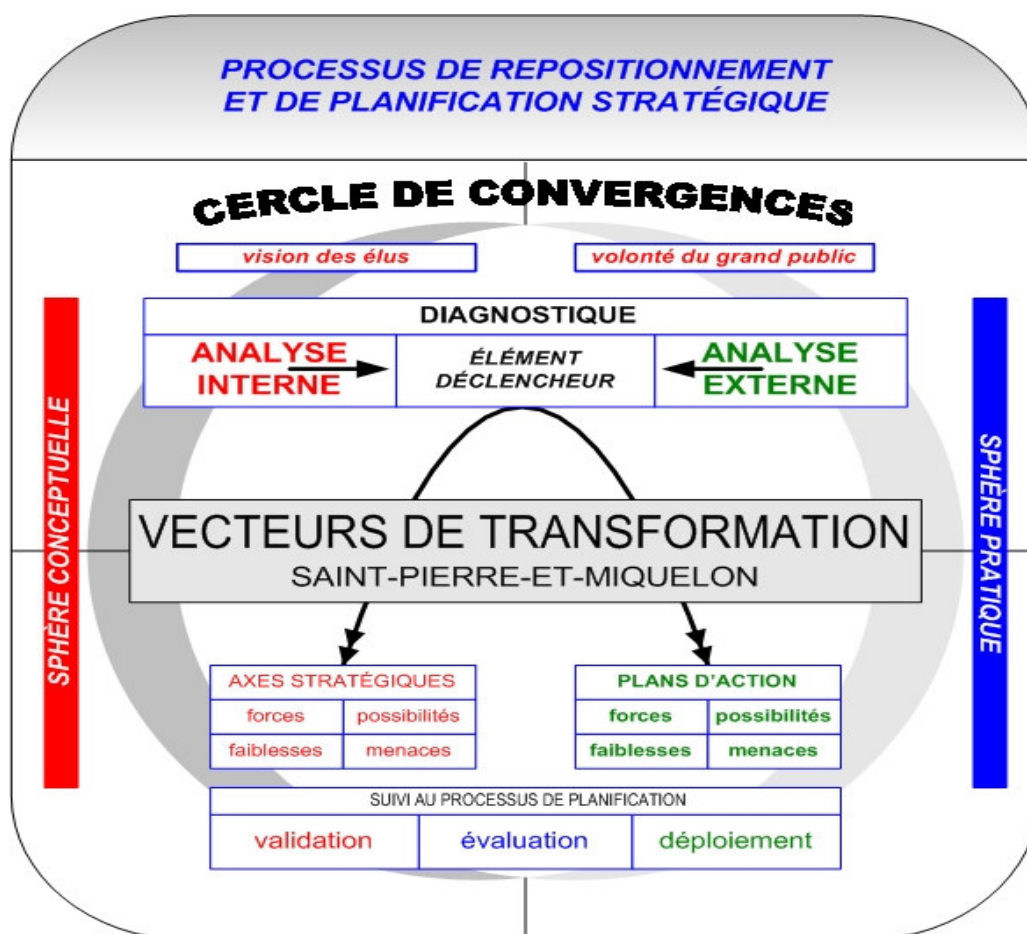 PROCESSUS DE REPOSITIONNEMENT
ET DE PLANIFICATION STRATÉGIQUE
CERCLE DE CONVERGENCES
vision des élus
volonté du grand public
DIAGNOSTIQUE
ANALYSE
INTERNE
ÉLÉMENT
DÉCLENCHEUR
ANALYSE
EXTERNE
SPHÈRE CONCEPTUELLE
SPHÈRE PRATIQUE
VECTEURS DE TRANSFORMATION
SAINT-PIERRE-ET-MIQUELON
AXES STRATÉGIQUES
forces
possibilités
faiblesses
menaces
PLANS D'ACTION
forces
possibilités
faiblesses
menaces
SUIVI AU PROCESSUS DE PLANIFICATION
validation
évaluation
déploiement